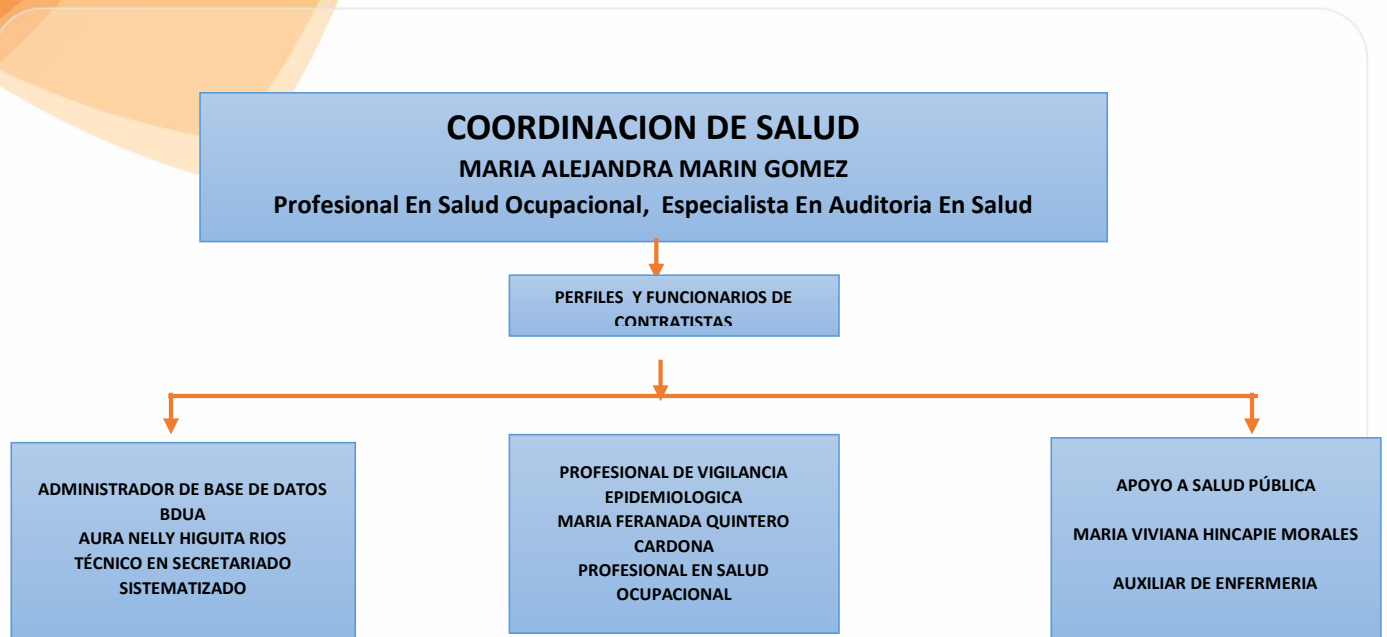 COORDINACION DE SALUD
MARIA ALEJANDRA MARIN GOMEZ
Profesional En Salud Ocupacional, Especialista En Auditoria En Salud
PERFILES Y FUNCIONARIOS DE
CONTRATISTAS
ADMINISTRADOR DE BASE DE DATOS
BDUA
AURA NELLY HIGUITA RIOS
TÉCNICO EN SECRETARIADO
SISTEMATIZADO
PROFESIONAL DE VIGILANCIA
EPIDEMIOLOGICA
MARIA FERANADA QUINTERO
CARDONA
PROFESIONAL EN SALUD
OCUPACIONAL
APOYO A SALUD PÚBLICA
MARIA VIVIANA HINCAPIE MORALES
AUXILIAR DE ENFERMERIA